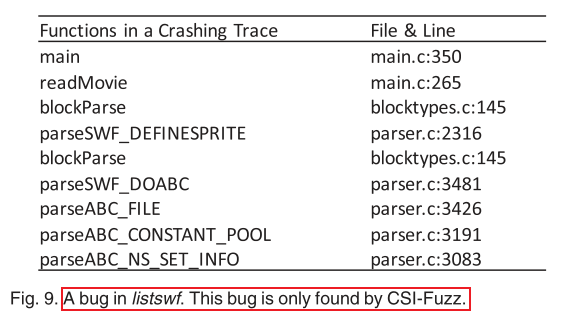 Functions in a Crashing Trace File & Line
main main.c:350
readMovie main.c:265
blockParse blocktypes.c:145
parseSWF_DEFINESPRITE parser.c:2316
blockParse blocktypes.c:145
parseSWF_DOABC parser.c:3481
parseABC_FILE parser.c:3426
parseABC_CONSTANT_POOL parser.c:3191
parseABC_NS_SET_INFO parser.c:3083
Fig. 9. A bug in listswf. This bug is only found by CSI-Fuzz.